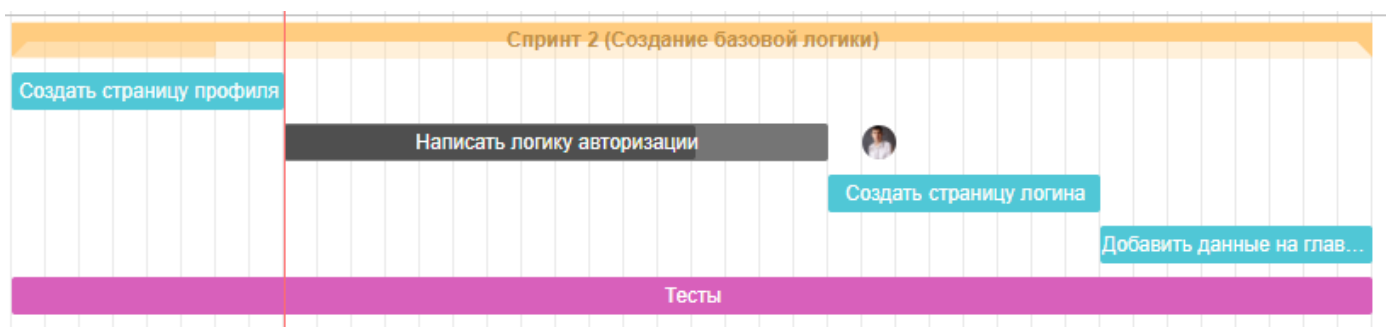 Спринт 2 (Создание базовой логики)
Создать страницу профиля
Написать логику авторизации
Создать страницу логина
Добавить данные на глав...
Тесты